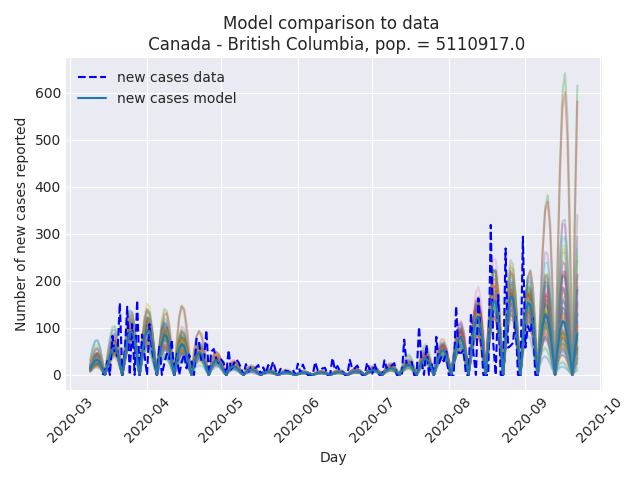 Model comparison to data
Canada - British Columbia, pop. = 5110917.0
new cases data
new cases model
Number of new cases reported
600
500
400
300
200
100
0
2020-03
2020-04
2020-05
2020-06
2020-07
2020-08
2020-09
2020-10
Day